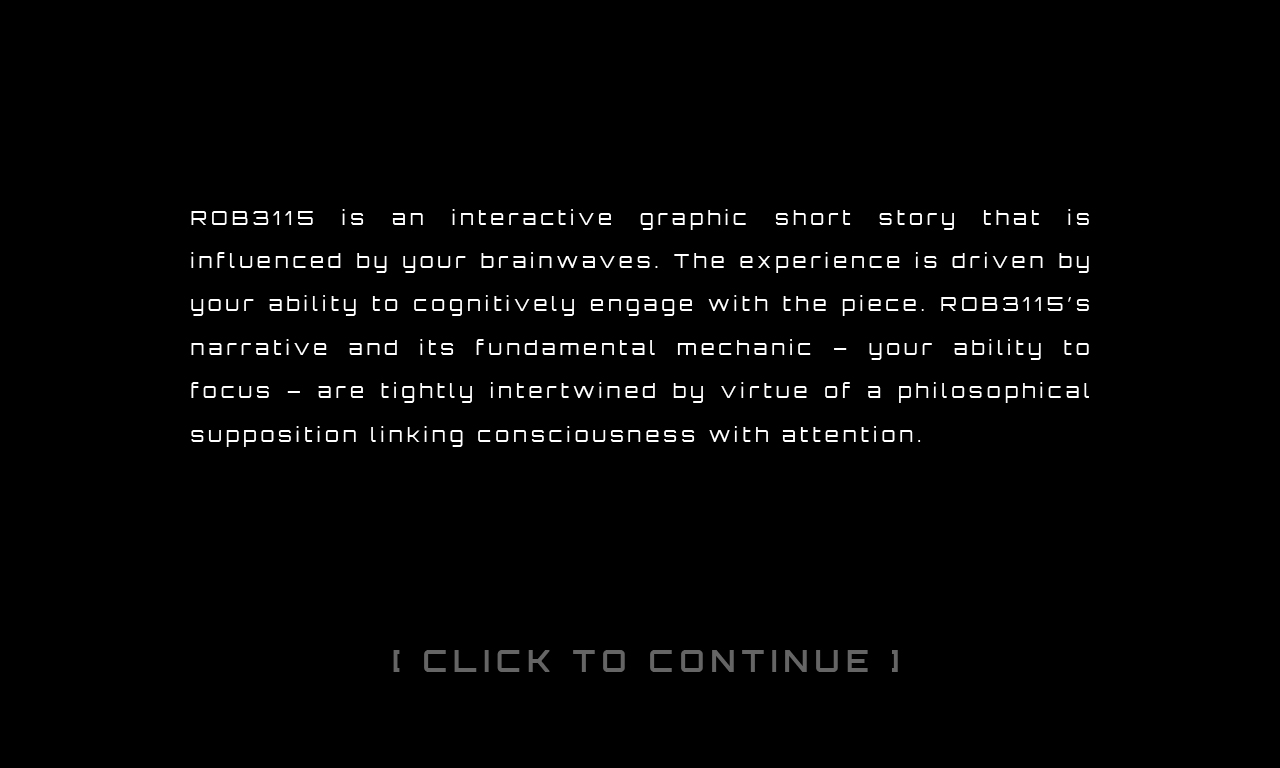 ROB3115 is an interactive graphic short story that is
influenced by your brainwaves. The experience is driven by
your ability to cognitively engage with the piece. ROB3115's
narrative and its fundamental mechanic – your ability to
focus – are tightly intertwined by virtue of a philosophical
supposition linking consciousness with attention.
[ CLICK TO CONTINUE ]